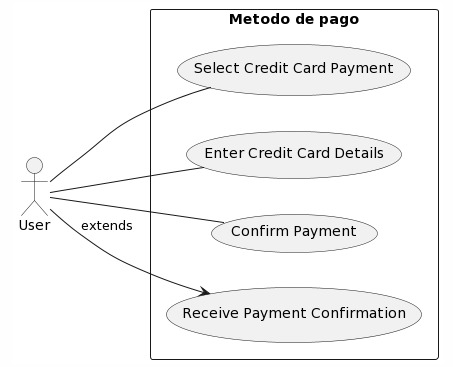 Metodo de pago
Select Credit Card Payment
Enter Credit Card Details
User
extends
Confirm Payment
Receive Payment Confirmation